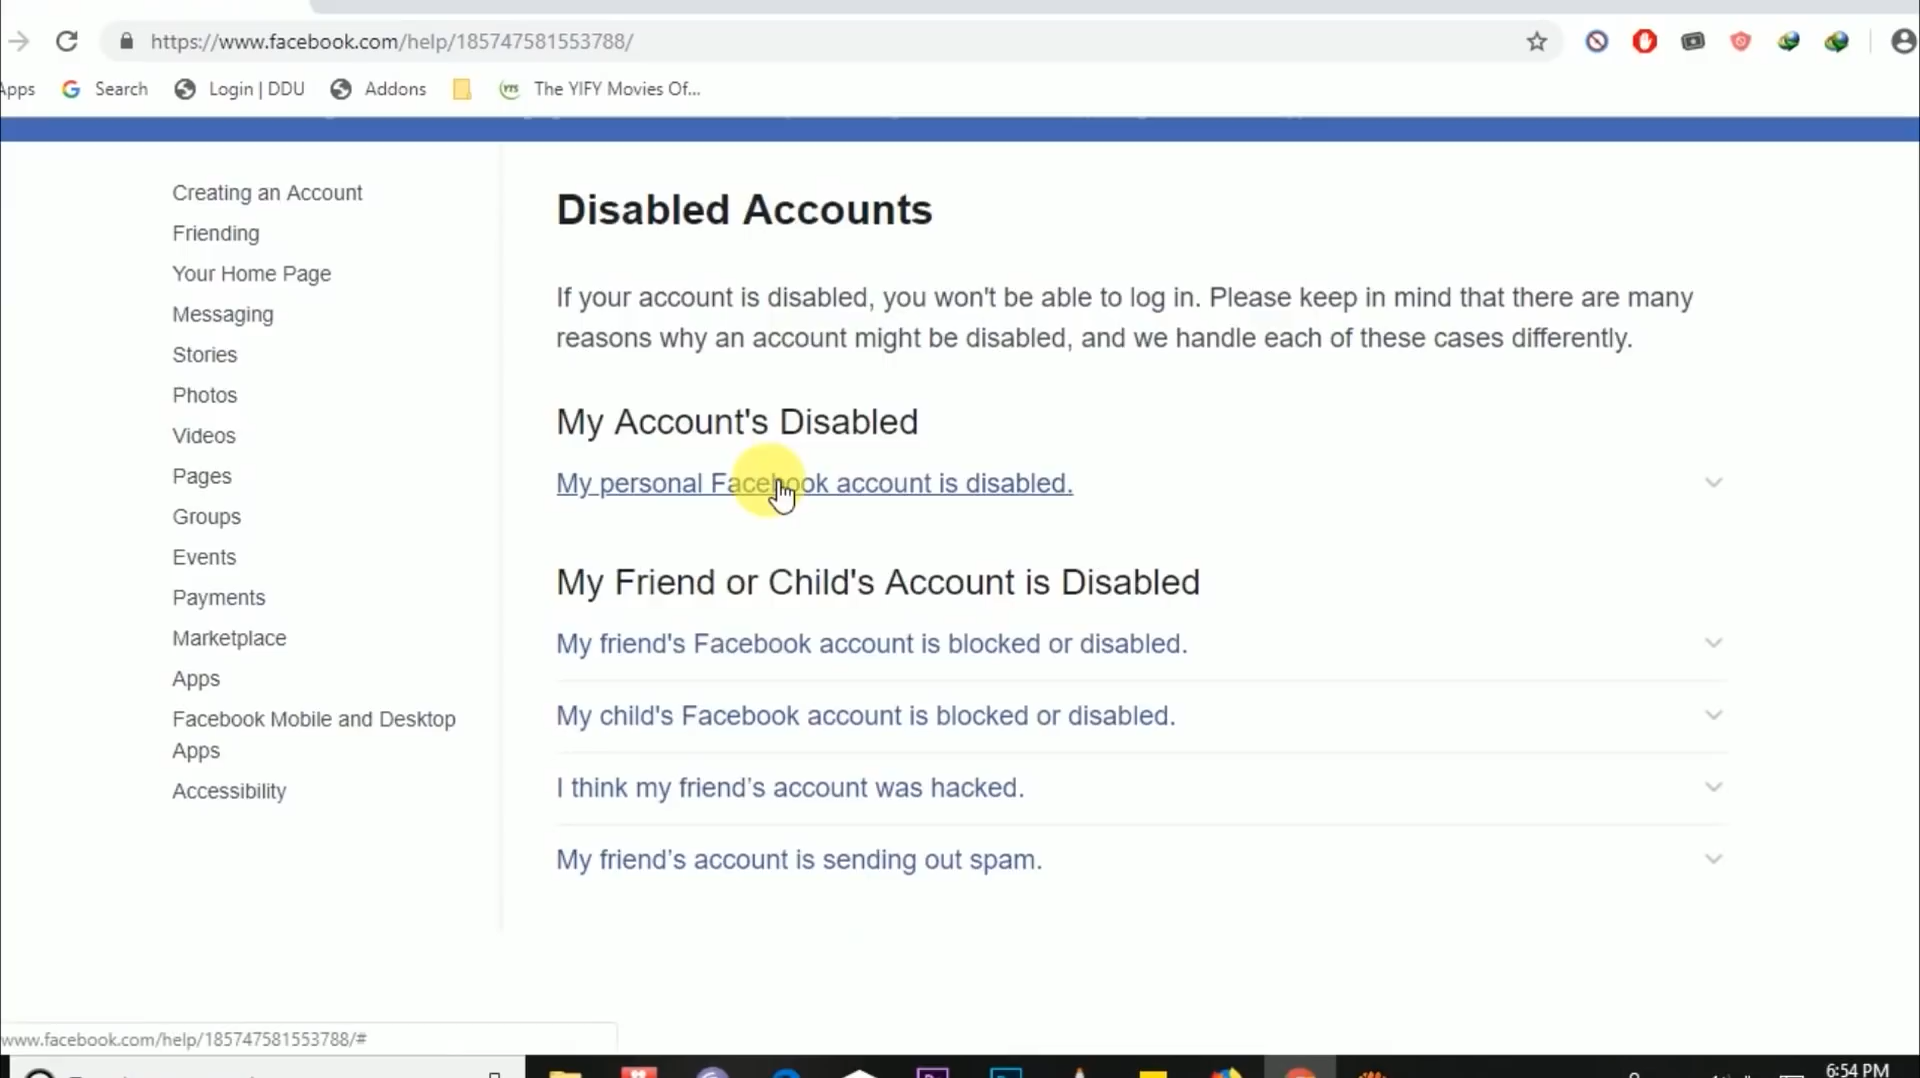 https://www.facebook.com/help/185747581553788/
Apps
Search
Login | DDU
Addons
YTS
The YIFY Movies Of...
Creating an Account
Friending
Your Home Page
Messaging
Stories
Photos
Videos
Pages
Groups
Events
Payments
Marketplace
Apps
Facebook Mobile and Desktop
Apps
Accessibility
Disabled Accounts
If your account is disabled, you won't be able to log in. Please keep in mind that there are many
reasons why an account might be disabled, and we handle each of these cases differently.
My Account's Disabled
My personal Facebook account is disabled.
My Friend or Child's Account is Disabled
My friend's Facebook account is blocked or disabled.
My child's Facebook account is blocked or disabled.
I think my friend’s account was hacked.
My friend’s account is sending out spam.
www.facebook.com/help/185747581553788/#
6:54 PM